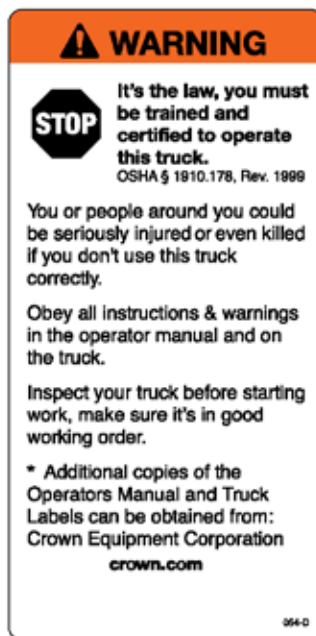 WARNING
STOP
It's the law, you must
be trained and
certified to operate
this truck.
OSHA § 1910.178, Rev. 1999
You or people around you could
be seriously injured or even killed
if you don't use this truck
correctly.
Obey all instructions & warnings
in the operator manual and on
the truck.
Inspect your truck before starting
work, make sure it's in good
working order.
* Additional copies of the
Operators Manual and Truck
Labels can be obtained from:
Crown Equipment Corporation
crown.com